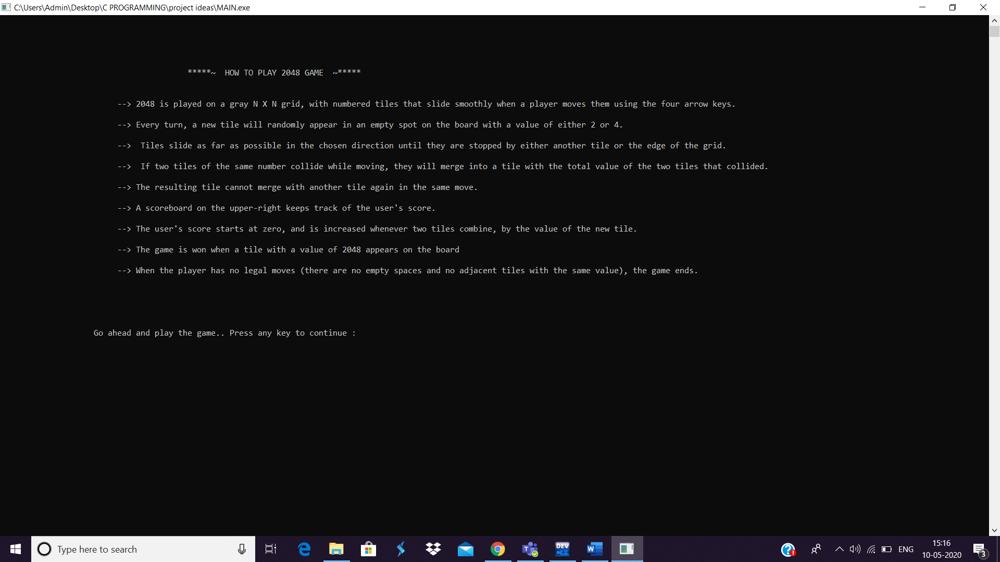 C:\Users\Admin\Desktop\C PROGRAMMING\project ideas\MAIN.exe
*****~  HOW TO PLAY 2048 GAME  ~*****
--> 2048 is played on a gray N X N grid, with numbered tiles that slide smoothly when a player moves them using the four arrow keys.
--> Every turn, a new tile will randomly appear in an empty spot on the board with a value of either 2 or 4.
-->  Tiles slide as far as possible in the chosen direction until they are stopped by either another tile or the edge of the grid.
-->  If two tiles of the same number collide while moving, they will merge into a tile with the total value of the two tiles that collided.
--> The resulting tile cannot merge with another tile again in the same move.
--> A scoreboard on the upper-right keeps track of the user's score.
--> The user's score starts at zero, and is increased whenever two tiles combine, by the value of the new tile.
--> The game is won when a tile with a value of 2048 appears on the board
--> When the player has no legal moves (there are no empty spaces and no adjacent tiles with the same value), the game ends.
Go ahead and play the game.. Press any key to continue :
Type here to search
T
DEV
C++
W
ENG
15:16
10-05-2020
3